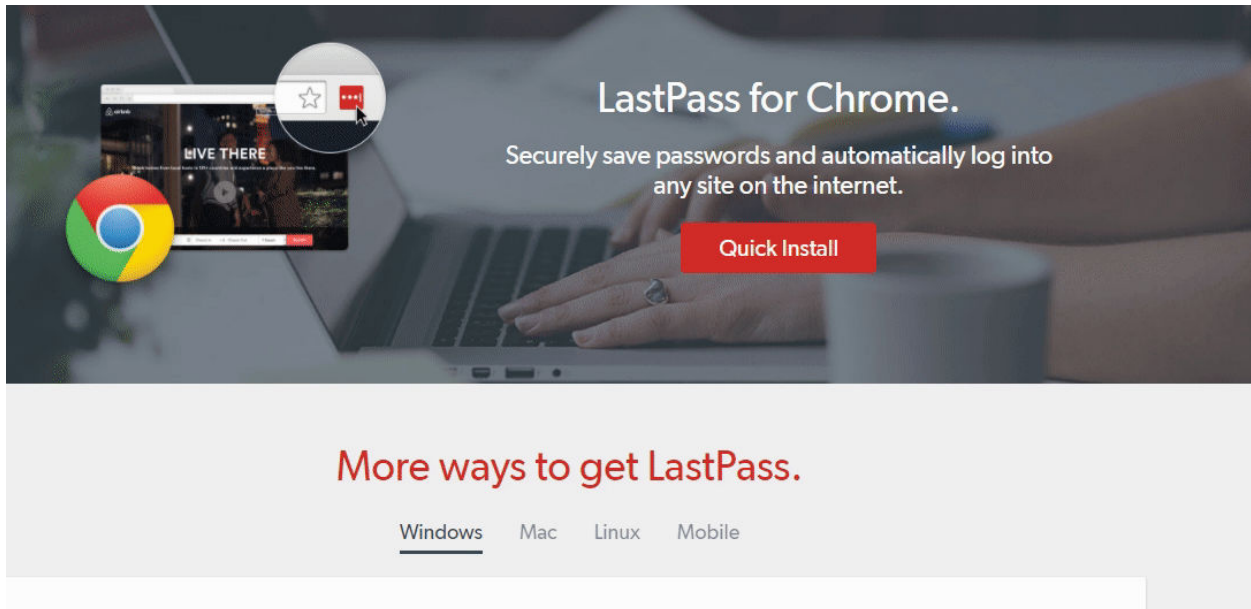 LastPass for Chrome.
Securely save passwords and automatically log into
any site on the internet.
Quick Install
airbnb
LIVE THERE
More ways to get LastPass.
Windows
Mac
Linux
Mobile